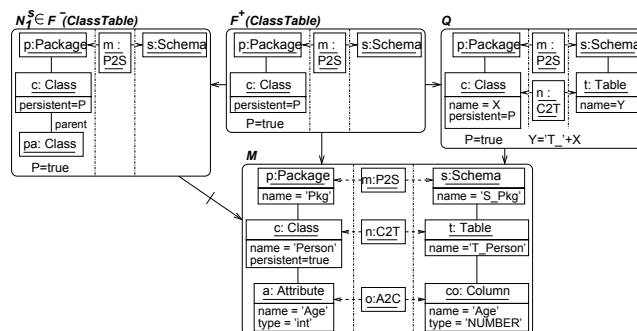 N₁ˢ∈ F⁻(ClassTable)
p:Package
m :
P2S
s:Schema
c: Class
persistent=P
parent
pa: Class
P=true
F⁺(ClassTable)
p:Package
m :
P2S
s:Schema
c: Class
persistent=P
P=true
Q
p:Package
m :
P2S
s:Schema
c: Class
name = X
persistent=P
n :
C2T
t: Table
name=Y
P=true
Y='T_'+X
M
p:Package
name = 'Pkg'
m:P2S
s:Schema
name = 'S_Pkg'
c: Class
name = 'Person'
persistent=true
n:C2T
t: Table
name ='T_Person'
a: Attribute
name = 'Age'
type = 'int'
o:A2C
co: Column
name = 'Age'
type = 'NUMBER'